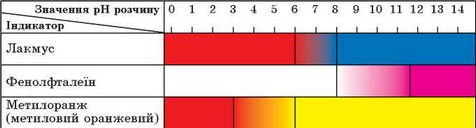 Значення pH розчину 0 1 2 3 4 5 6 7 8 9 10 11 12 13 14
Індикатор
Лакмус
Фенолфталеїн
Метилоранж
(метиловий оранжевий)